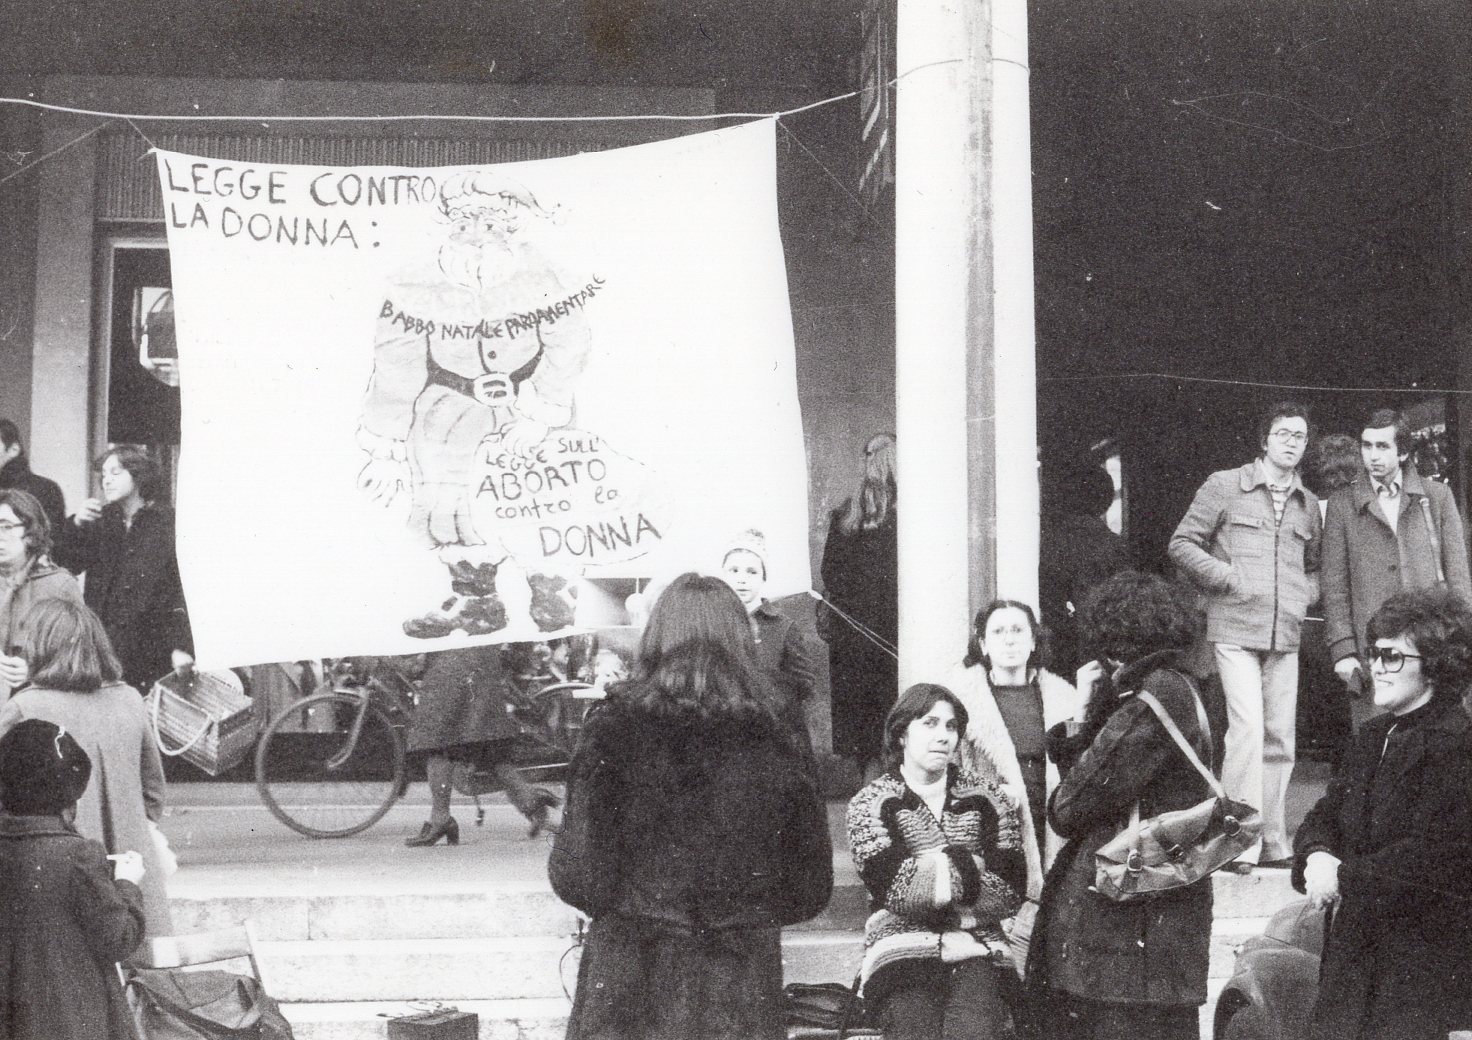 LEGGE CONTRO
LA DONNA:
BABBO NATALE PARLAMENTARE
LEGGE SULL'
ABORTO
contro la
DONNA